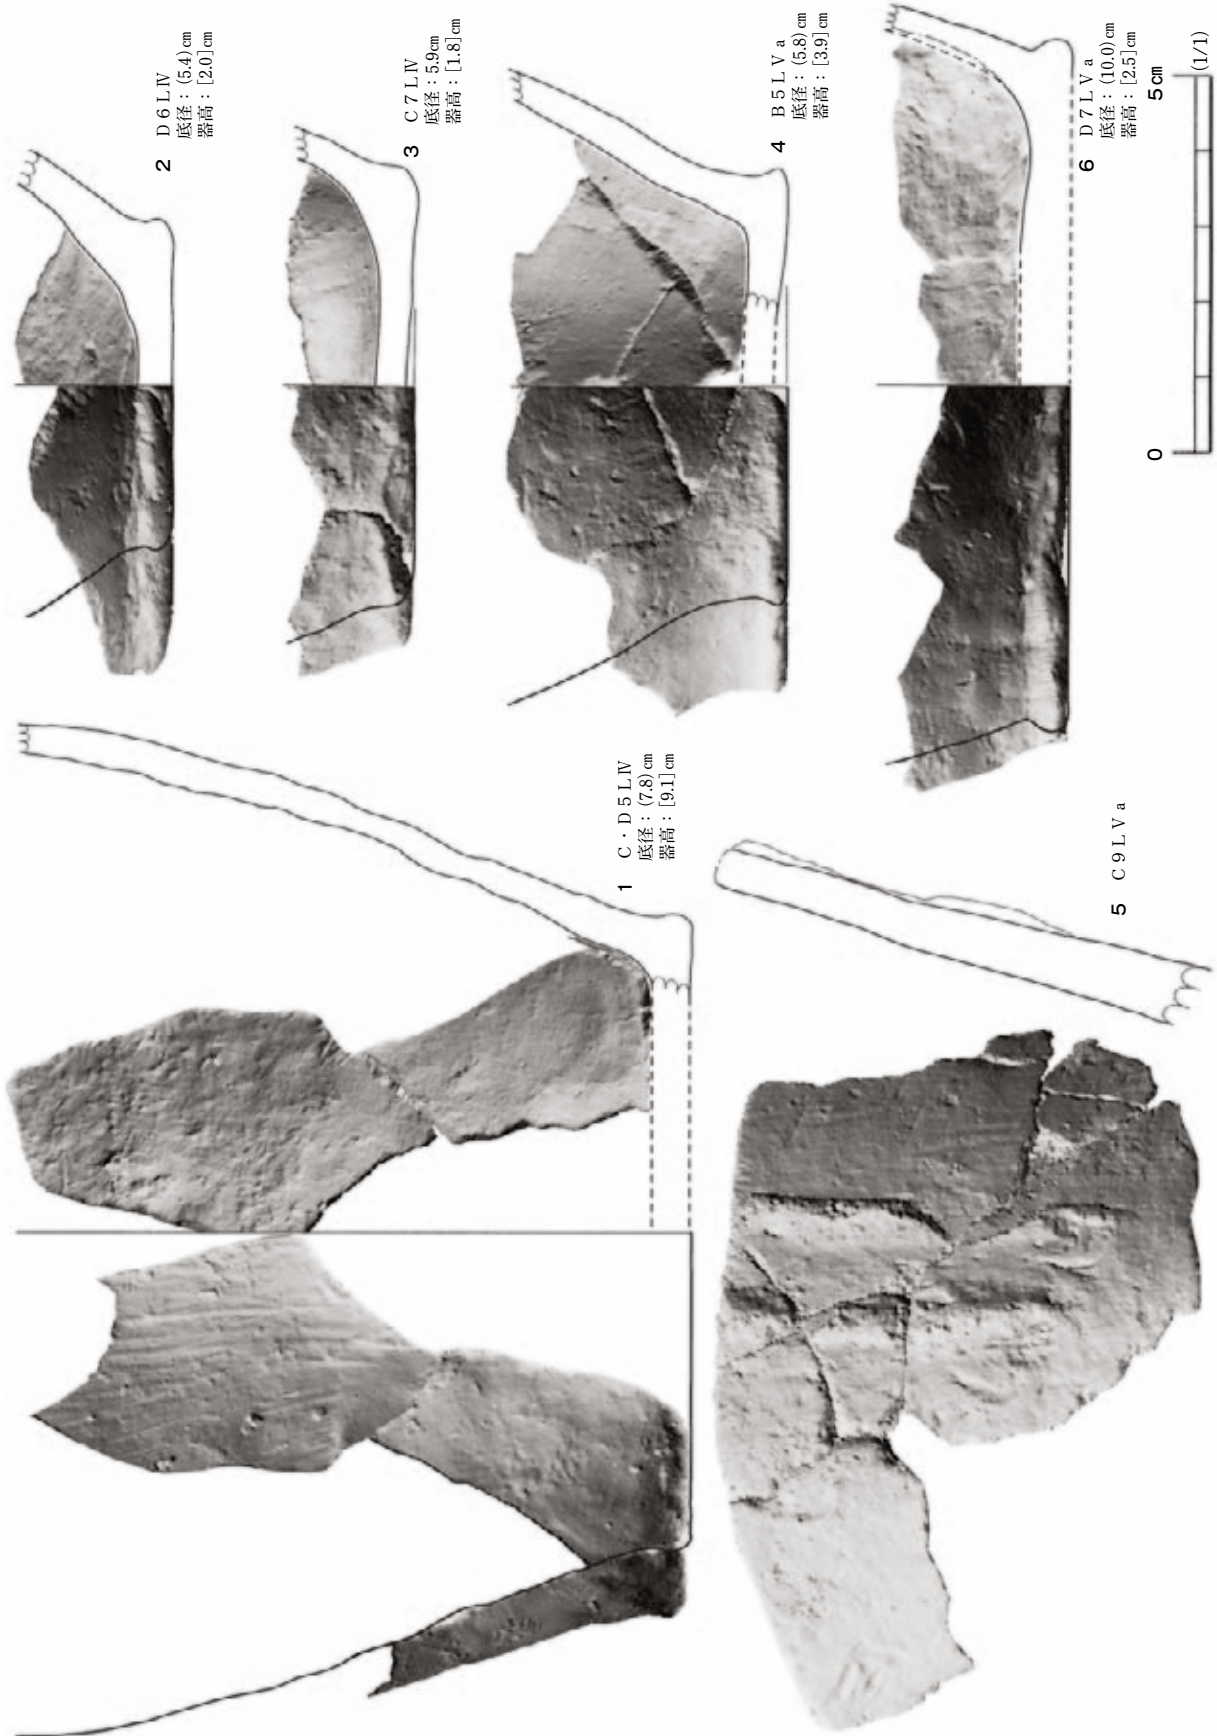 1 C・D5LⅣ
底径：(7.8)cm
器高：[9.1]cm
2 D6LⅣ
底径：(5.4)cm
器高：[2.0]cm
3 C7LⅣ
底径：5.9cm
器高：[1.8]cm
4 B5LⅤa
底径：(5.8)cm
器高：[3.9]cm
5 C9LⅤa
6 D7LⅤa
底径：(10.0)cm
器高：[2.5]cm
0 5cm
(1/1)